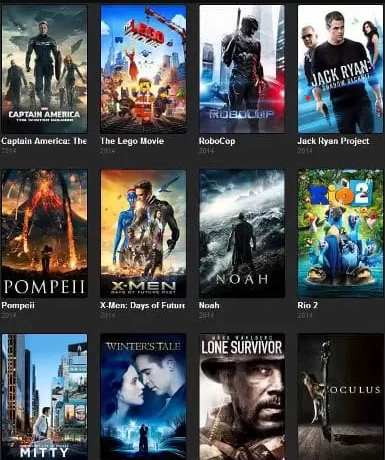 CAPTAIN AMERICA
THE WINTER SOLDIER
THE LEGO MOVIE
ROBOCOP
JACK RYAN:
SHADOW RECRUIT
Captain America: The
The Lego Movie
RoboCop
Jack Ryan Project
2014
2014
2014
2014
POMPEII
X-MEN
DAYS OF FUTURE PAST
NOAH
RIO 2
Pompeii
X-Men: Days of Future
Noah
Rio 2
2014
2014
2014
2014
MITTY
WINTER'S TALE
MARK WAHLBERG
LONE SURVIVOR
OCULUS